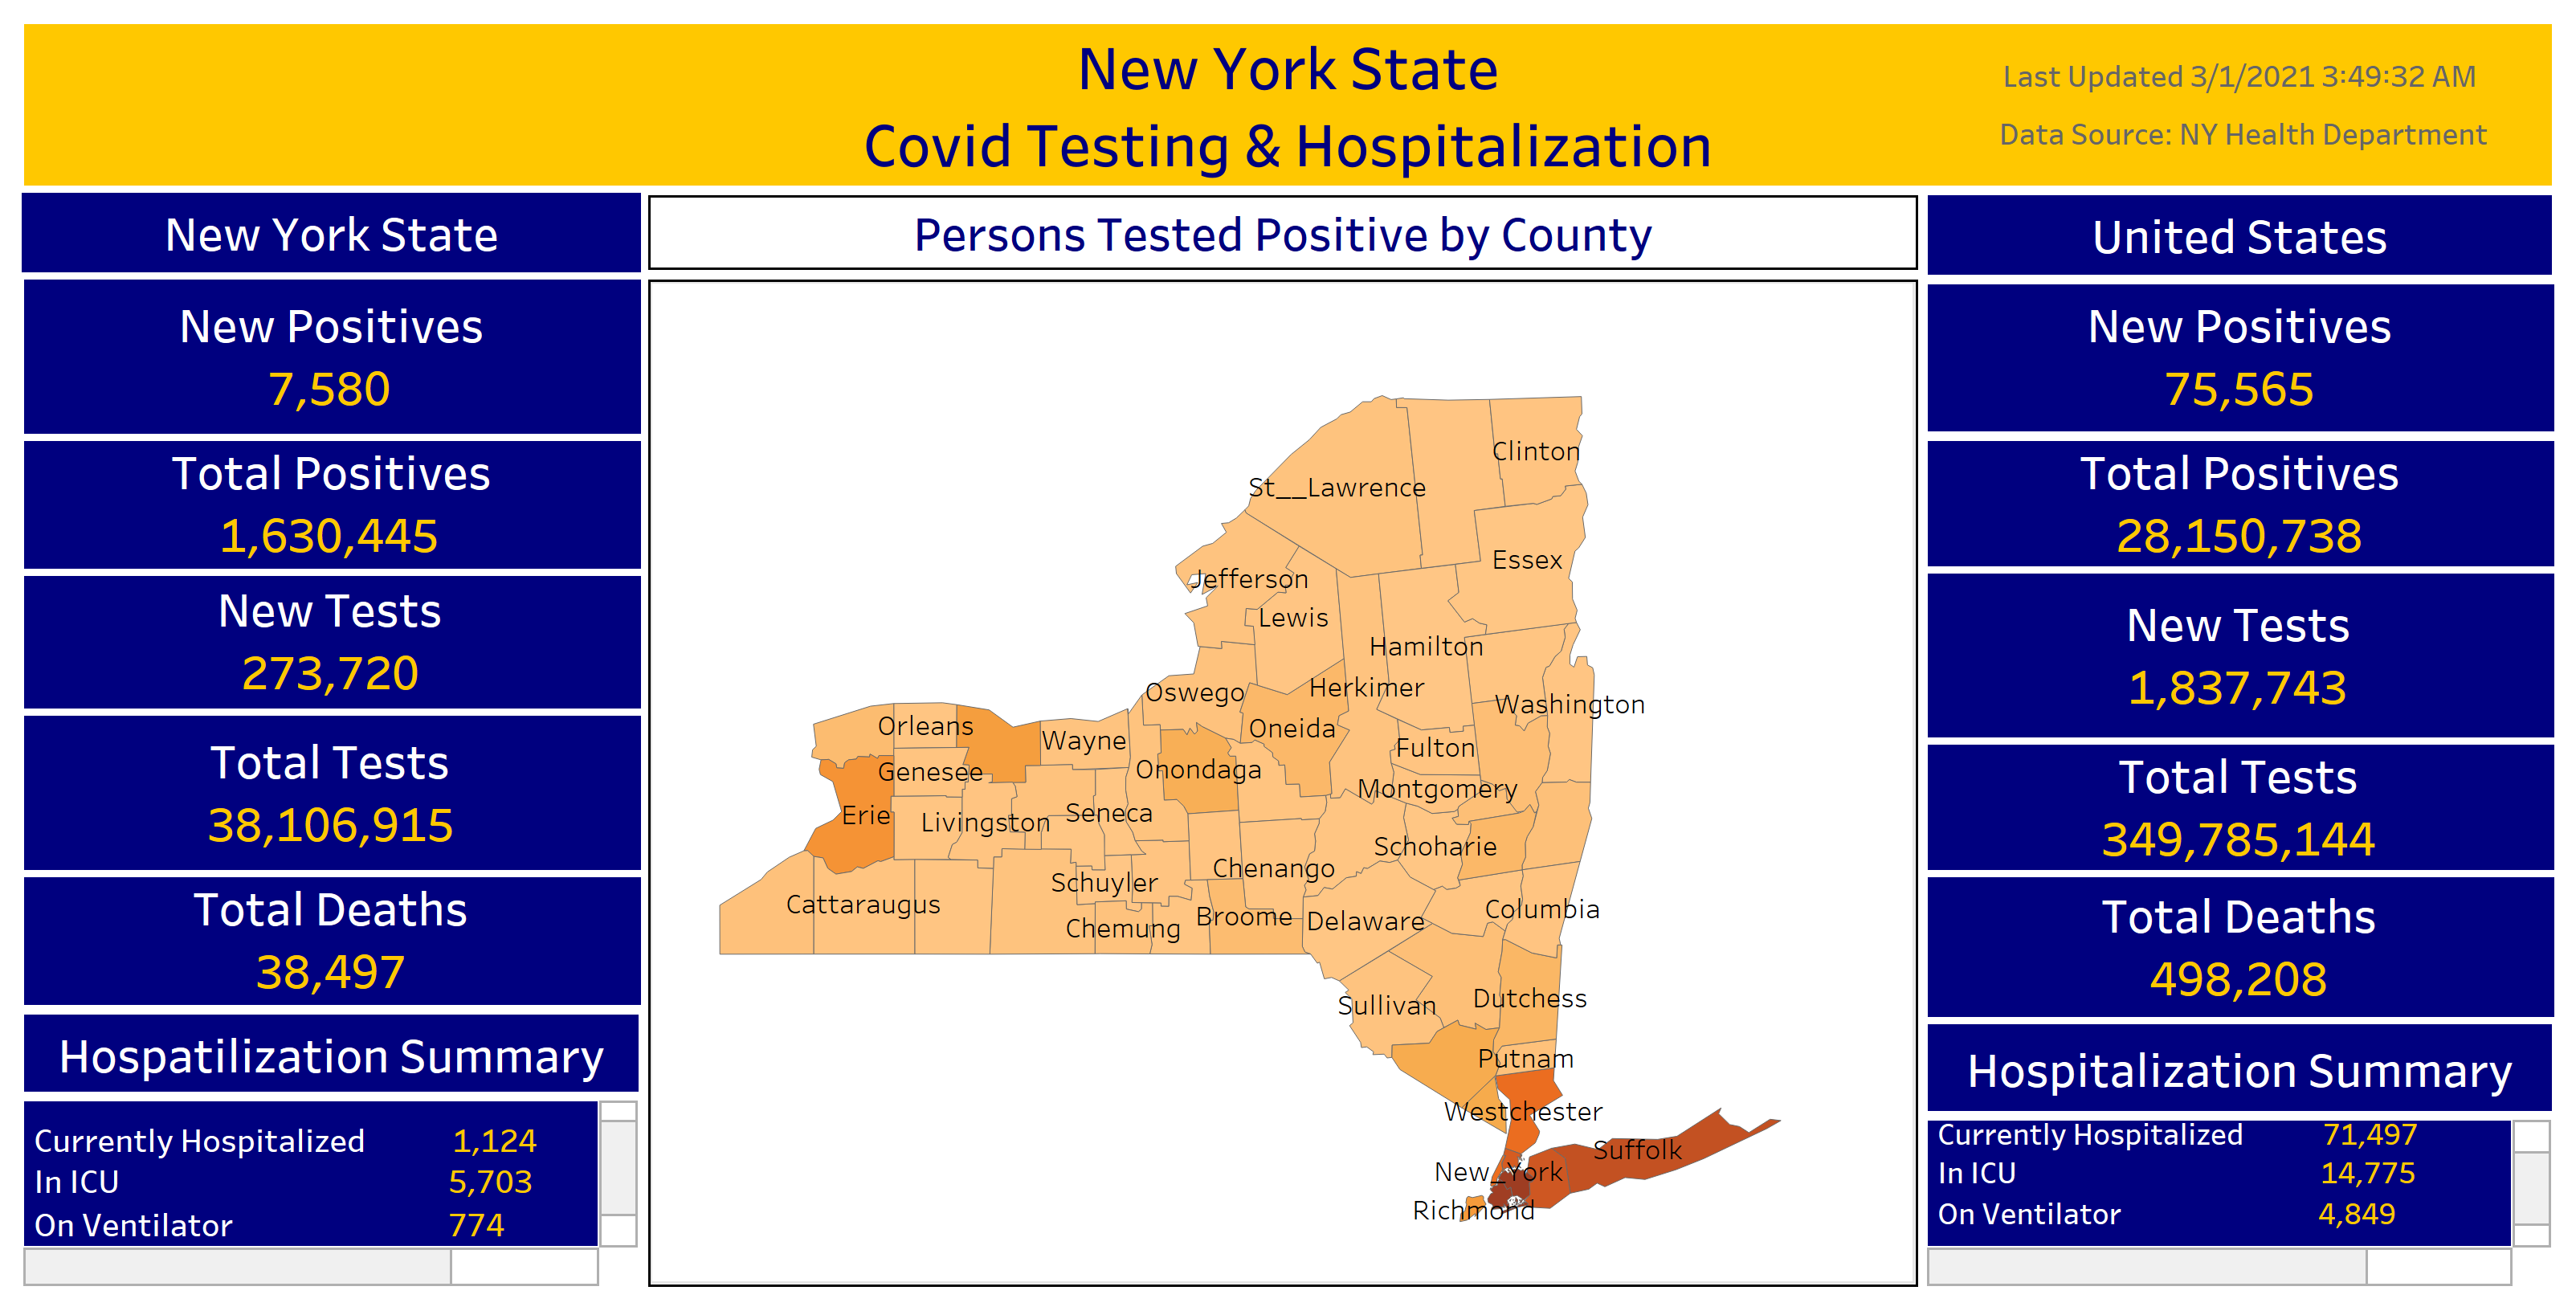 New York State
Covid Testing & Hospitalization
Last Updated 3/1/2021 3:49:32 AM
Data Source: NY Health Department
New York State
New Positives
7,580
Total Positives
1,630,445
New Tests
273,720
Total Tests
38,106,915
Total Deaths
38,497
Hospatilization Summary
Currently Hospitalized 1,124
In ICU 5,703
On Ventilator 774
Persons Tested Positive by County
Clinton
St__Lawrence
Essex
Jefferson
Lewis
Hamilton
Herkimer
Oswego
Washington
Orleans
Oneida
Wayne
Fulton
Genesee
Onondaga
Montgomery
Erie
Livingston
Seneca
Schoharie
Chenango
Schuyler
Cattaraugus
Columbia
Broome
Delaware
Chemung
Dutchess
Sullivan
Putnam
Westchester
Suffolk
New_York
Richmond
United States
New Positives
75,565
Total Positives
28,150,738
New Tests
1,837,743
Total Tests
349,785,144
Total Deaths
498,208
Hospitalization Summary
Currently Hospitalized 71,497
In ICU 14,775
On Ventilator 4,849